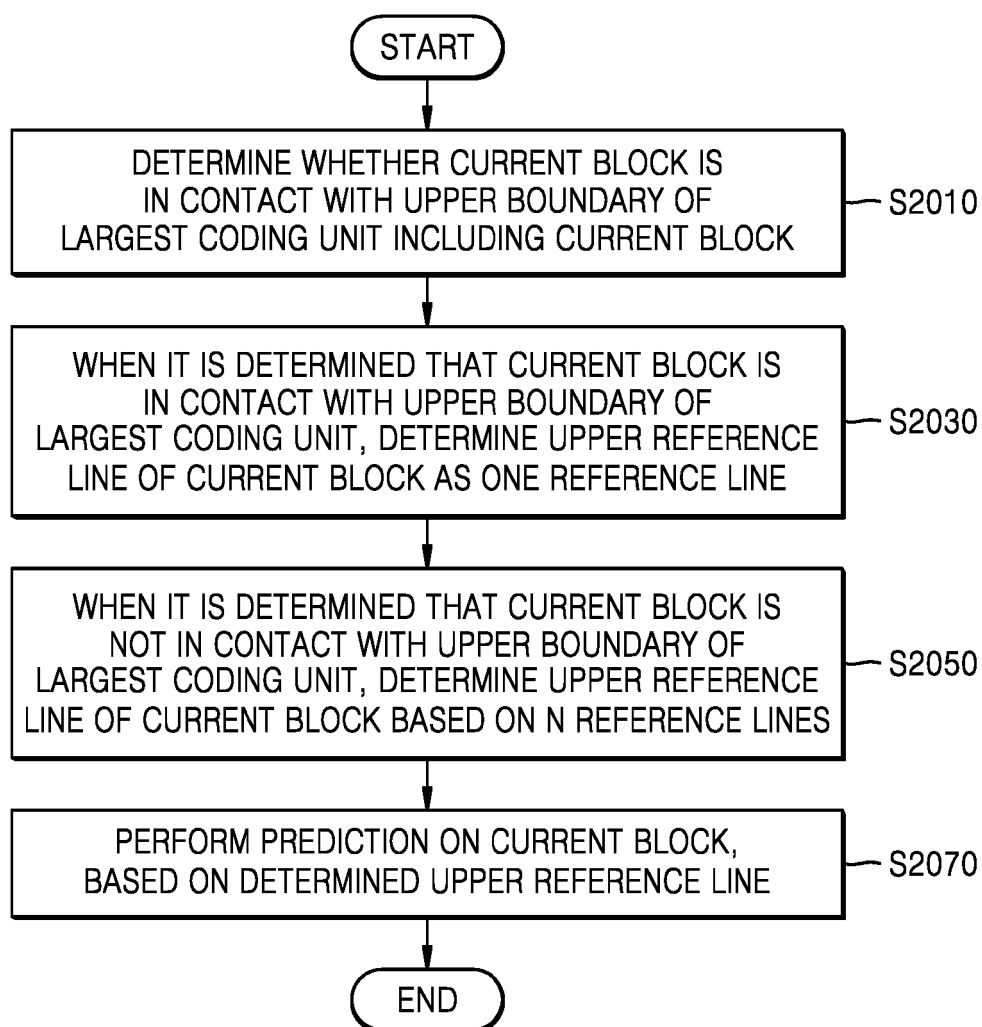 START
DETERMINE WHETHER CURRENT BLOCK IS
IN CONTACT WITH UPPER BOUNDARY OF
LARGEST CODING UNIT INCLUDING CURRENT BLOCK
S2010
WHEN IT IS DETERMINED THAT CURRENT BLOCK IS
IN CONTACT WITH UPPER BOUNDARY OF
LARGEST CODING UNIT, DETERMINE UPPER REFERENCE
LINE OF CURRENT BLOCK AS ONE REFERENCE LINE
S2030
WHEN IT IS DETERMINED THAT CURRENT BLOCK IS
NOT IN CONTACT WITH UPPER BOUNDARY OF
LARGEST CODING UNIT, DETERMINE UPPER REFERENCE
LINE OF CURRENT BLOCK BASED ON N REFERENCE LINES
S2050
PERFORM PREDICTION ON CURRENT BLOCK,
BASED ON DETERMINED UPPER REFERENCE LINE
S2070
END